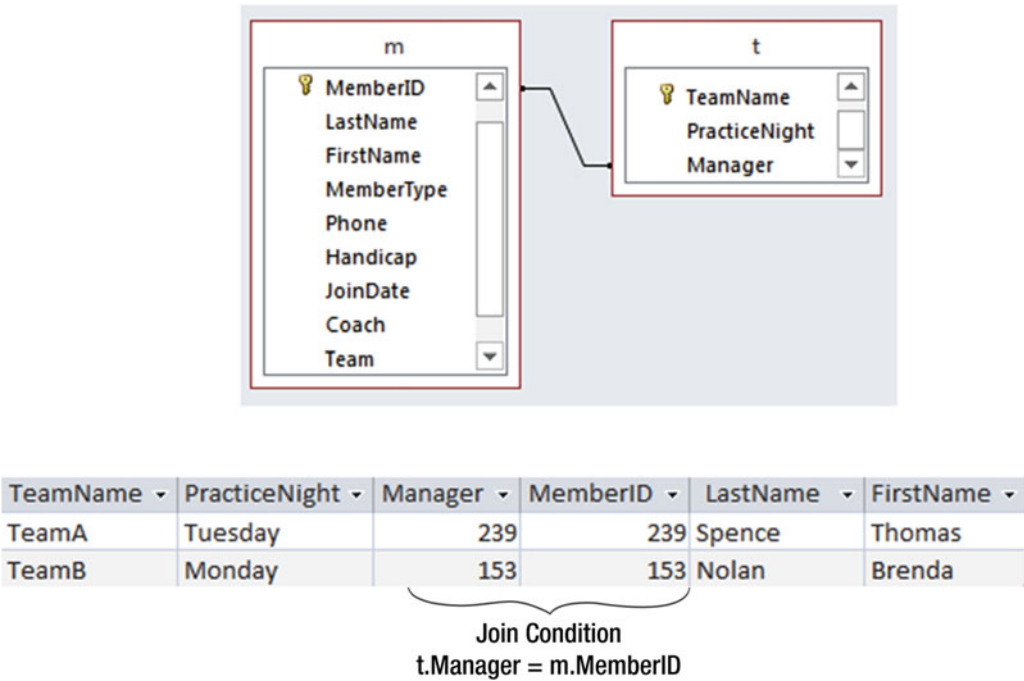 m
MemberID
LastName
FirstName
MemberType
Phone
Handicap
JoinDate
Coach
Team
t
TeamName
PracticeNight
Manager
TeamName PracticeNight Manager MemberID LastName FirstName
TeamA Tuesday 239 239 Spence Thomas
TeamB Monday 153 153 Nolan Brenda
Join Condition
t.Manager = m.MemberID